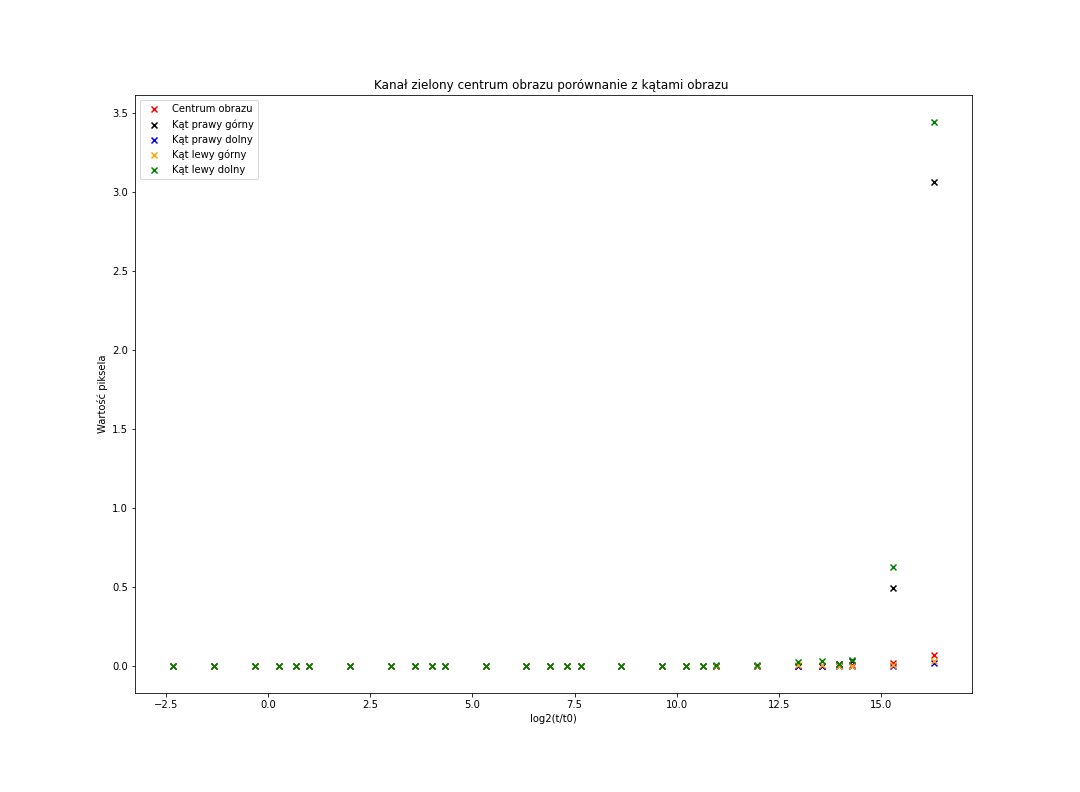 Kanał zielony centrum obrazu porównanie z kątami obrazu
Centrum obrazu
Kąt prawy górny
Kąt prawy dolny
Kąt lewy górny
Kąt lewy dolny
3.5
3.0
2.5
2.0
1.5
1.0
0.5
0.0
Wartość piksela
−2.5 0.0 2.5 5.0 7.5 10.0 12.5 15.0
log2(t/t0)